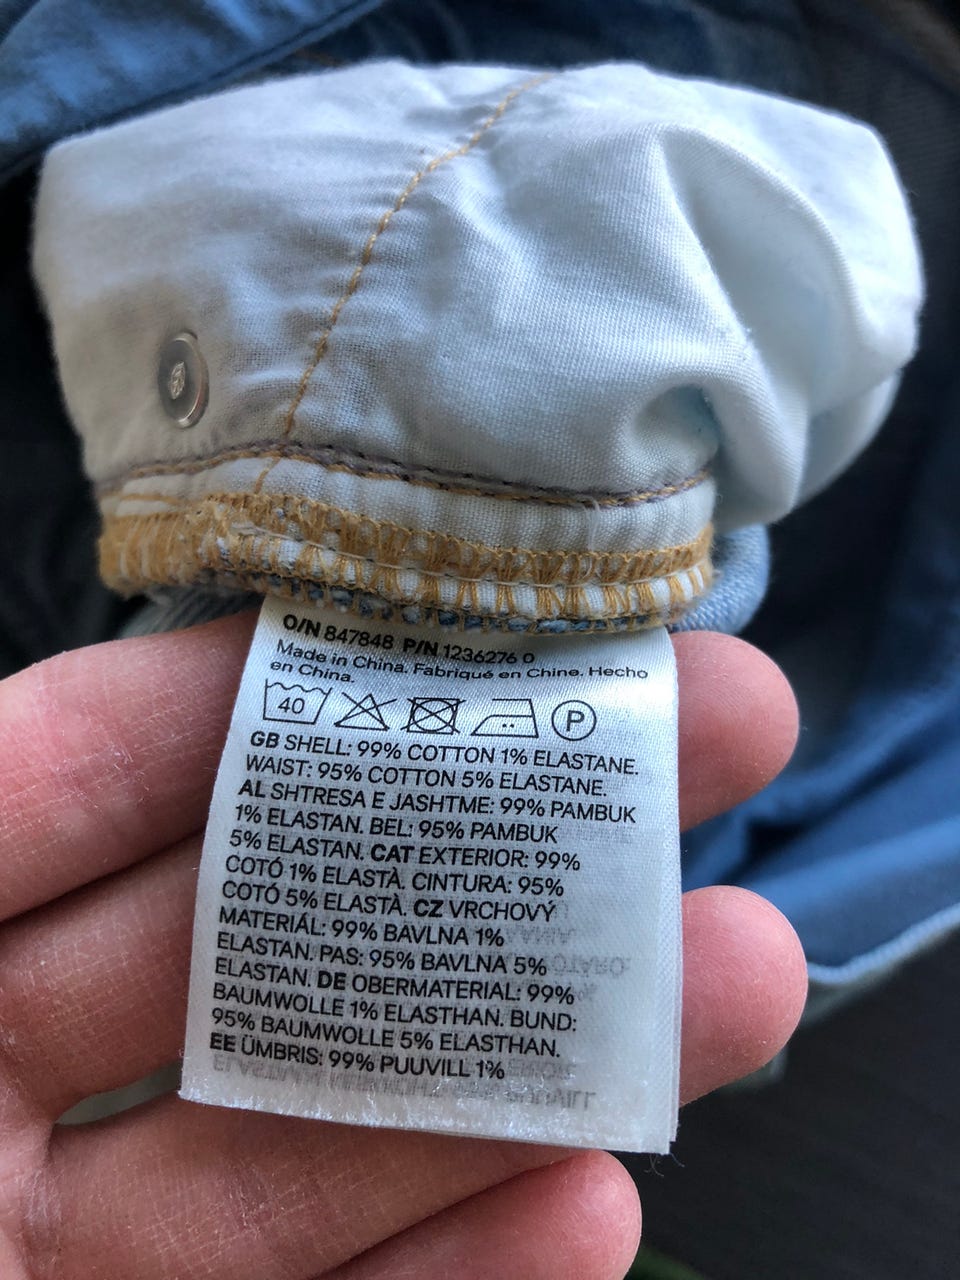 O/N 847848 P/N 1236276 0
Made in China. Fabriqué en Chine. Hecho
en China.
40 P
GB SHELL: 99% COTTON 1% ELASTANE.
WAIST: 95% COTTON 5% ELASTANE.
AL SHTRESA E JASHTME: 99% PAMBUK
1% ELASTAN. BEL: 95% PAMBUK
5% ELASTAN. CAT EXTERIOR: 99%
COTÓ 1% ELASTÀ. CINTURA: 95%
COTÓ 5% ELASTÀ. CZ VRCHOVÝ
MATERIÁL: 99% BAVLNA 1%
ELASTAN. PAS: 95% BAVLNA 5%
ELASTAN. DE OBERMATERIAL: 99%
BAUMWOLLE 1% ELASTHAN. BUND:
95% BAUMWOLLE 5% ELASTHAN.
EE ÜMBRIS: 99% PUUVILL 1%